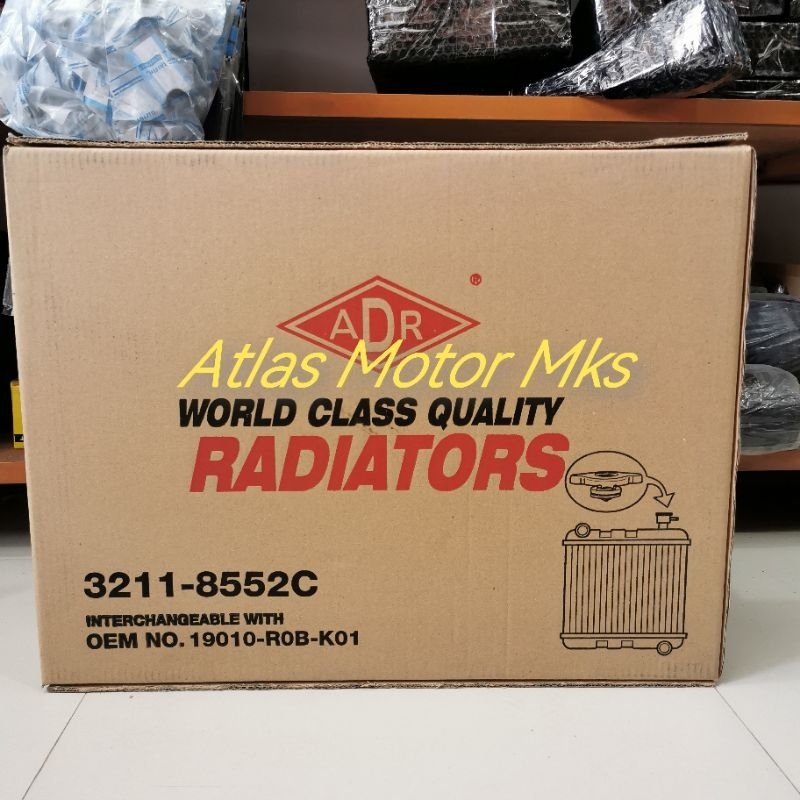 ADR
®
Atlas Motor Mks
WORLD CLASS QUALITY
RADIATORS
3211-8552C
INTERCHANGEABLE WITH
OEM NO. 19010-R0B-K01